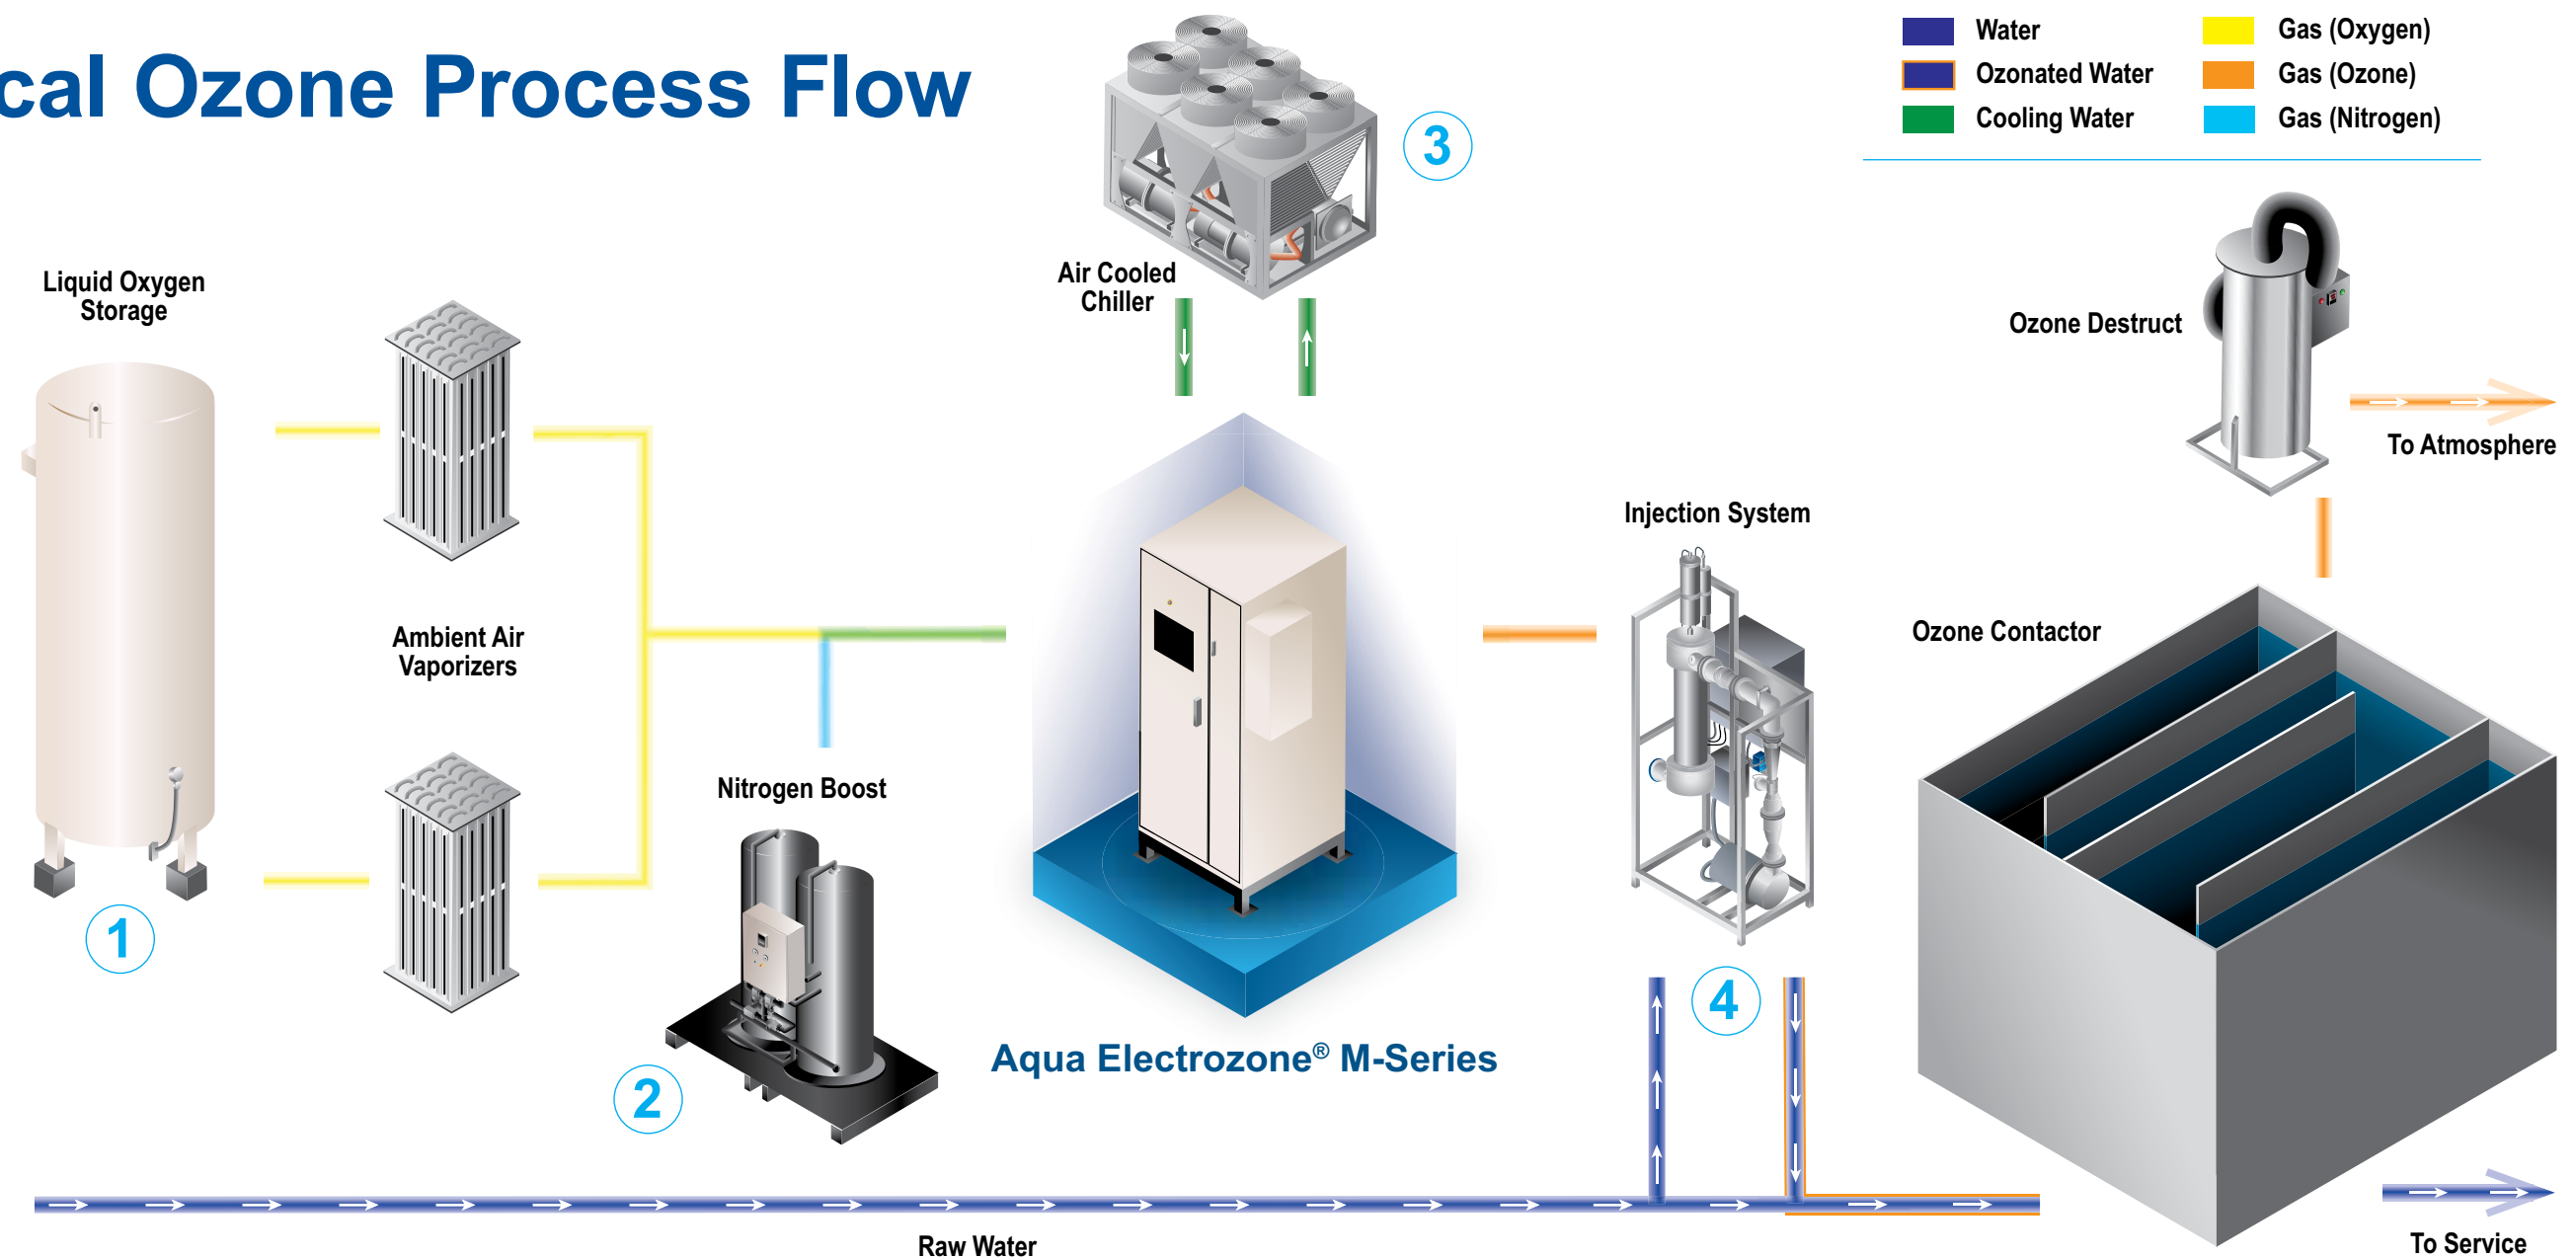 cal Ozone Process Flow
Water
Gas (Oxygen)
Ozonated Water
Gas (Ozone)
Cooling Water
Gas (Nitrogen)
3
Air Cooled
Chiller
Liquid Oxygen
Storage
Ozone Destruct
To Atmosphere
Injection System
Ambient Air
Vaporizers
Ozone Contactor
Nitrogen Boost
1
2
4
Aqua Electrozone® M-Series
Raw Water
To Service